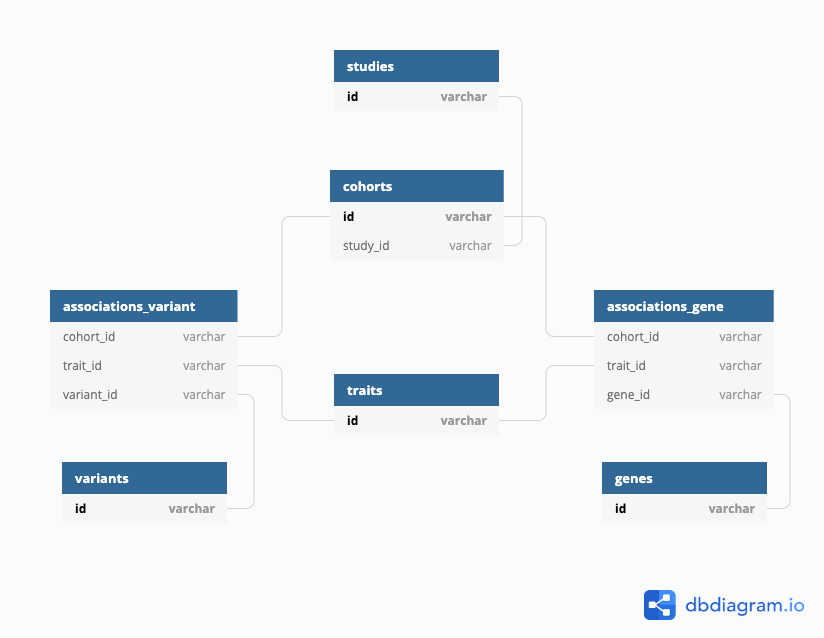 studies
id varchar
cohorts
id varchar
study_id varchar
associations_variant
cohort_id varchar
trait_id varchar
variant_id varchar
associations_gene
cohort_id varchar
trait_id varchar
gene_id varchar
traits
id varchar
variants
id varchar
genes
id varchar
dbdiagram.io